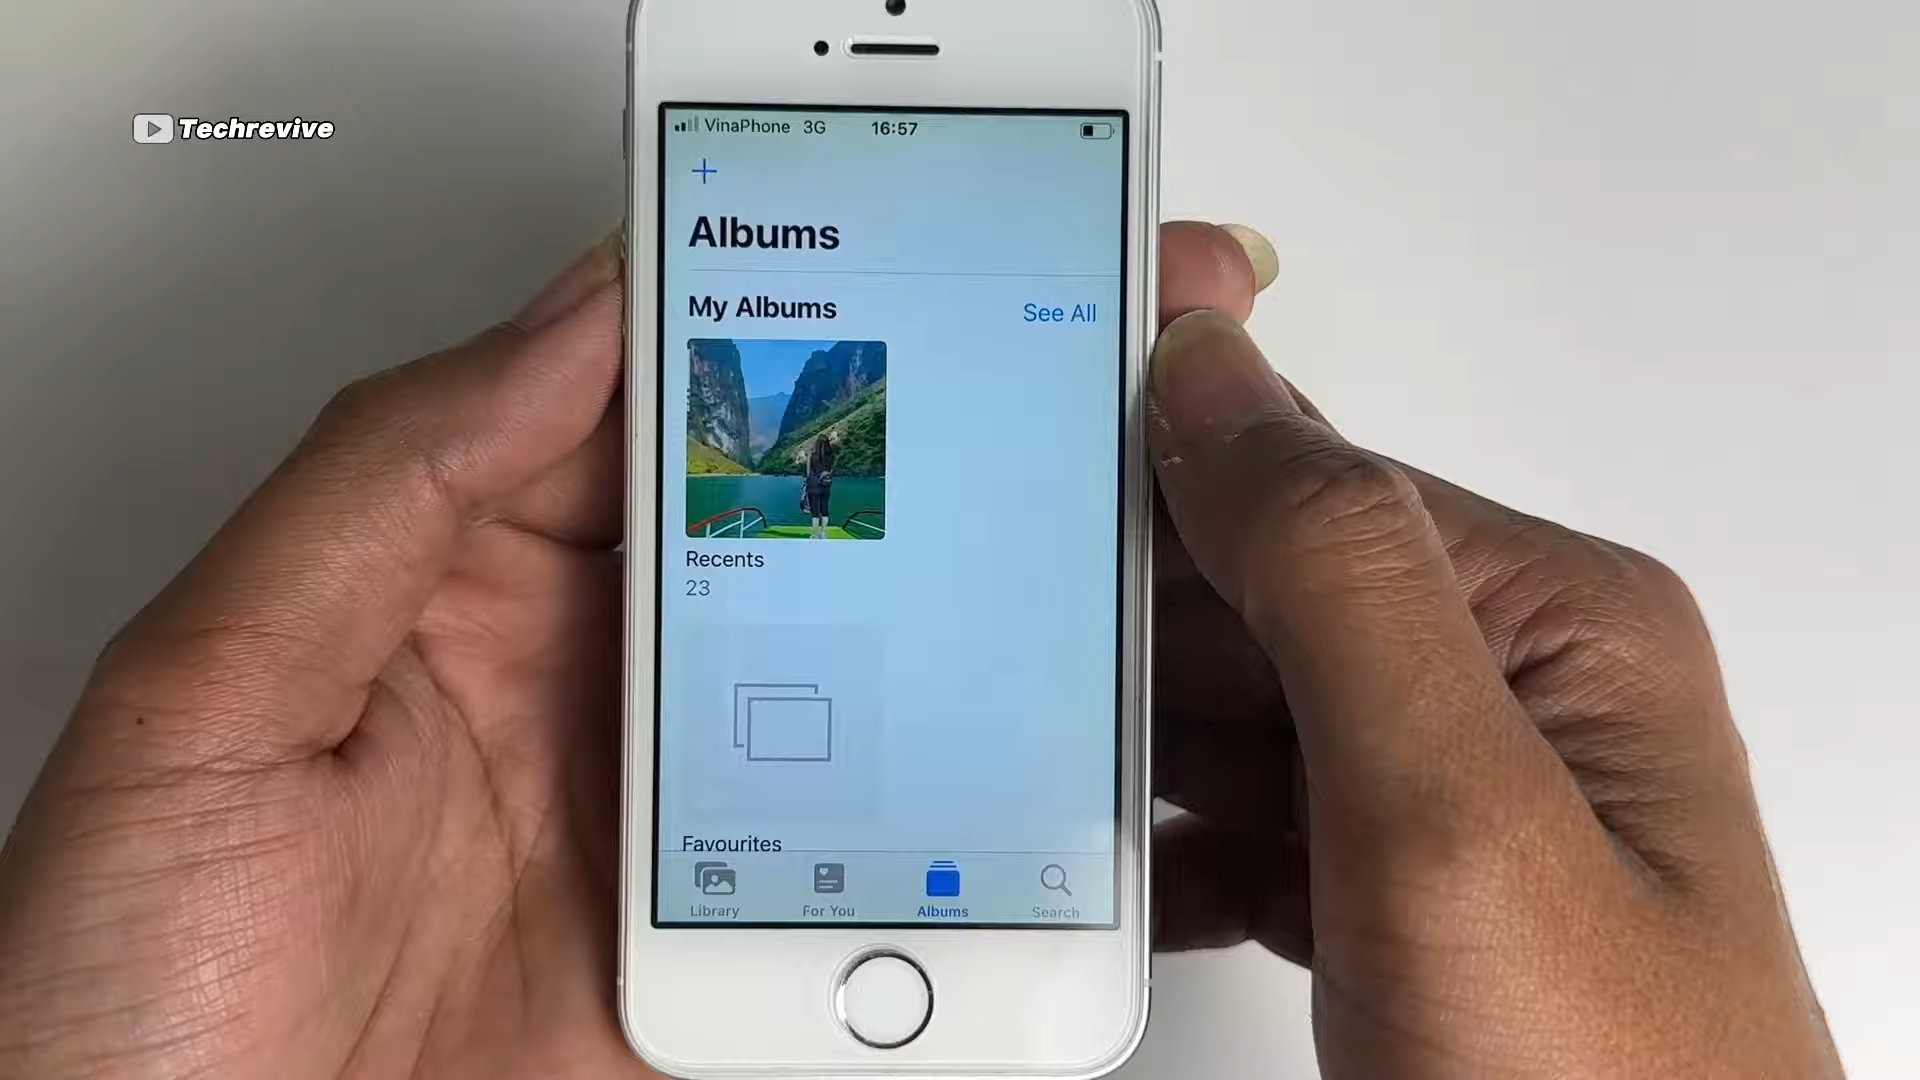 Techrevive
VinaPhone 3G 16:57
Albums
My Albums See All
Recents
23
Favourites
Library For You Albums Search